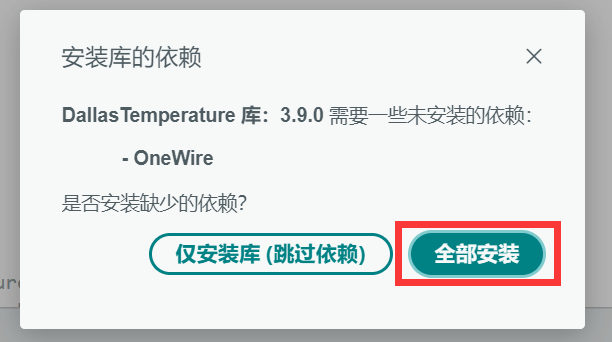 安装库的依赖
DallasTemperature 库：3.9.0 需要一些未安装的依赖：
- OneWire
是否安装缺少的依赖？
仅安装库 (跳过依赖)
全部安装